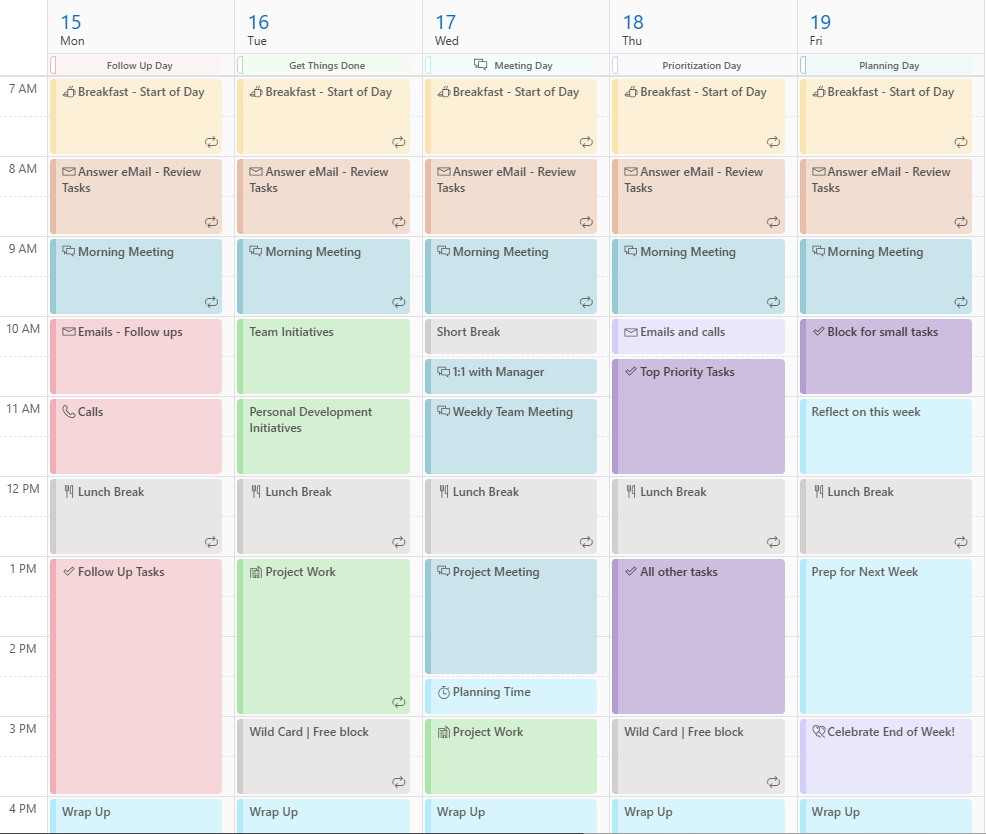 15
Mon
16
Tue
17
Wed
18
Thu
19
Fri
Follow Up Day
Get Things Done
Meeting Day
Prioritization Day
Planning Day
7 AM
Breakfast - Start of Day
Breakfast - Start of Day
Breakfast - Start of Day
Breakfast - Start of Day
Breakfast - Start of Day
8 AM
Answer eMail - Review
Tasks
Answer eMail - Review
Tasks
Answer eMail - Review
Tasks
Answer eMail - Review
Tasks
Answer eMail - Review
Tasks
9 AM
Morning Meeting
Morning Meeting
Morning Meeting
Morning Meeting
Morning Meeting
10 AM
Emails - Follow ups
Team Initiatives
Short Break
1:1 with Manager
Emails and calls
Top Priority Tasks
Block for small tasks
11 AM
Calls
Personal Development
Initiatives
Weekly Team Meeting
Reflect on this week
12 PM
Lunch Break
Lunch Break
Lunch Break
Lunch Break
Lunch Break
1 PM
Follow Up Tasks
Project Work
Project Meeting
All other tasks
Prep for Next Week
2 PM
Planning Time
3 PM
Wild Card | Free block
Project Work
Wild Card | Free block
Celebrate End of Week!
4 PM
Wrap Up
Wrap Up
Wrap Up
Wrap Up
Wrap Up